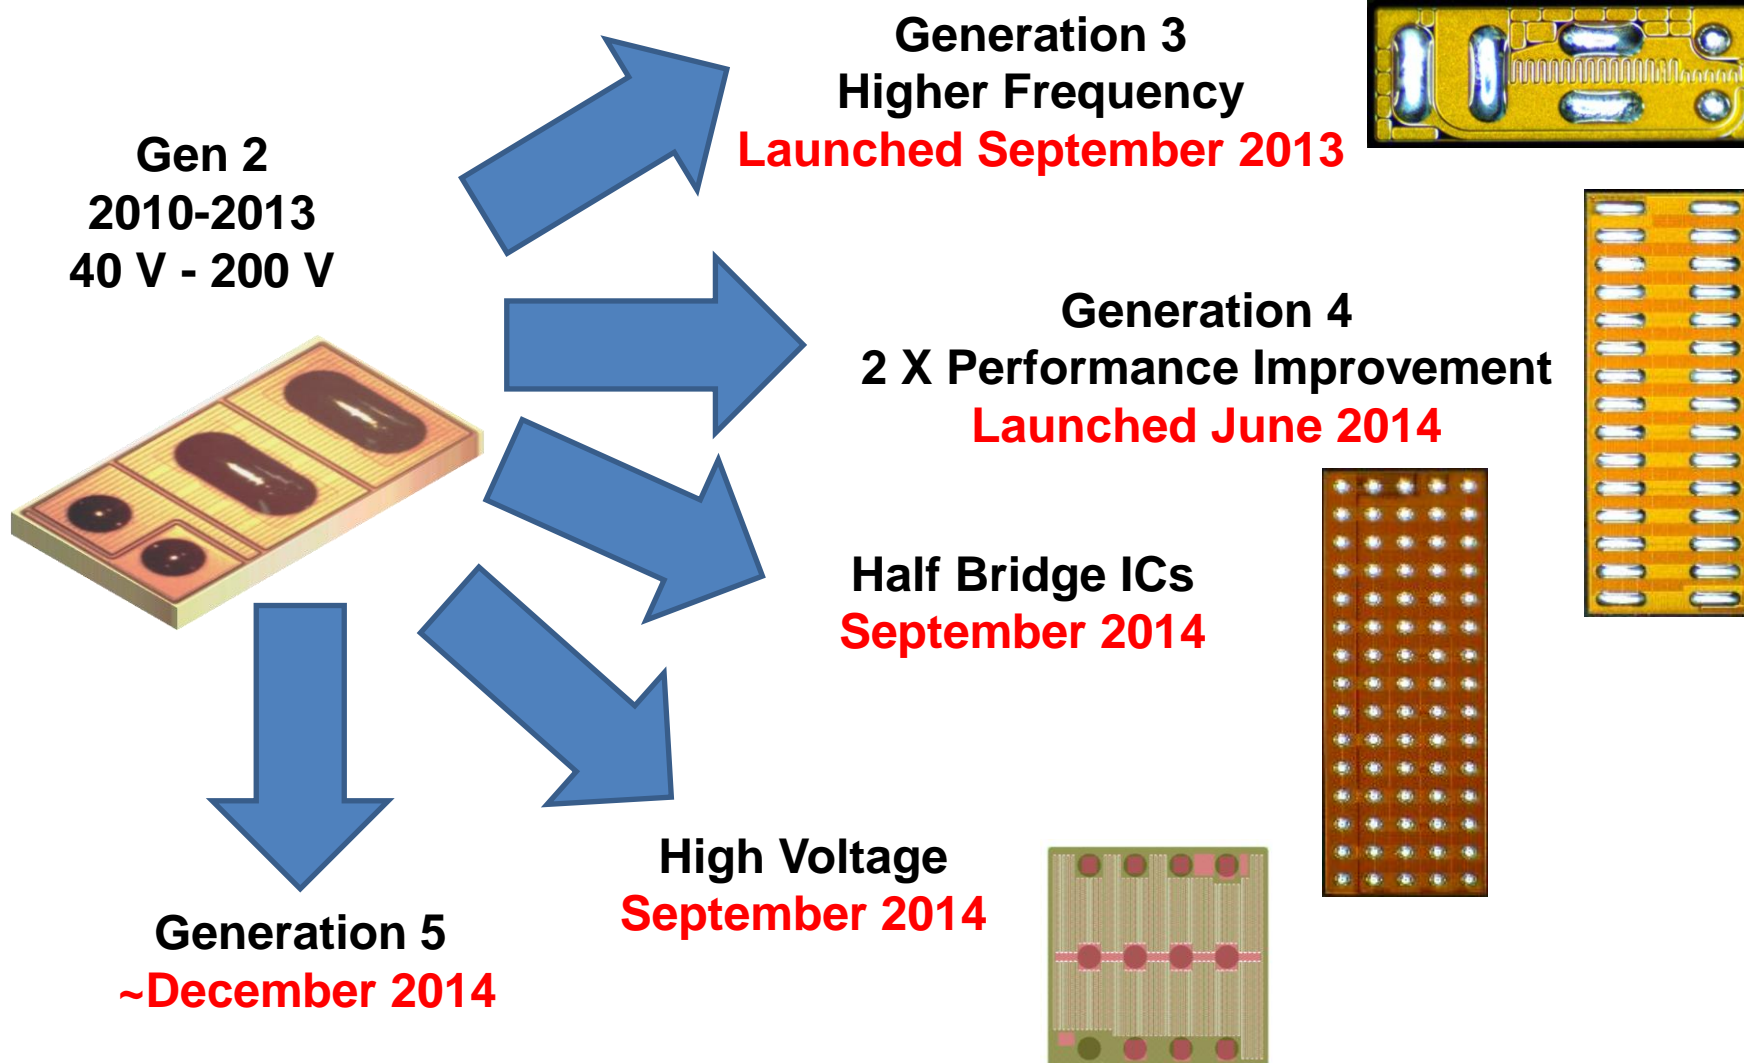 Gen 2
2010-2013
40 V - 200 V
Generation 3
Higher Frequency
Launched September 2013
Generation 4
2 X Performance Improvement
Launched June 2014
Half Bridge ICs
September 2014
High Voltage
September 2014
Generation 5
~December 2014